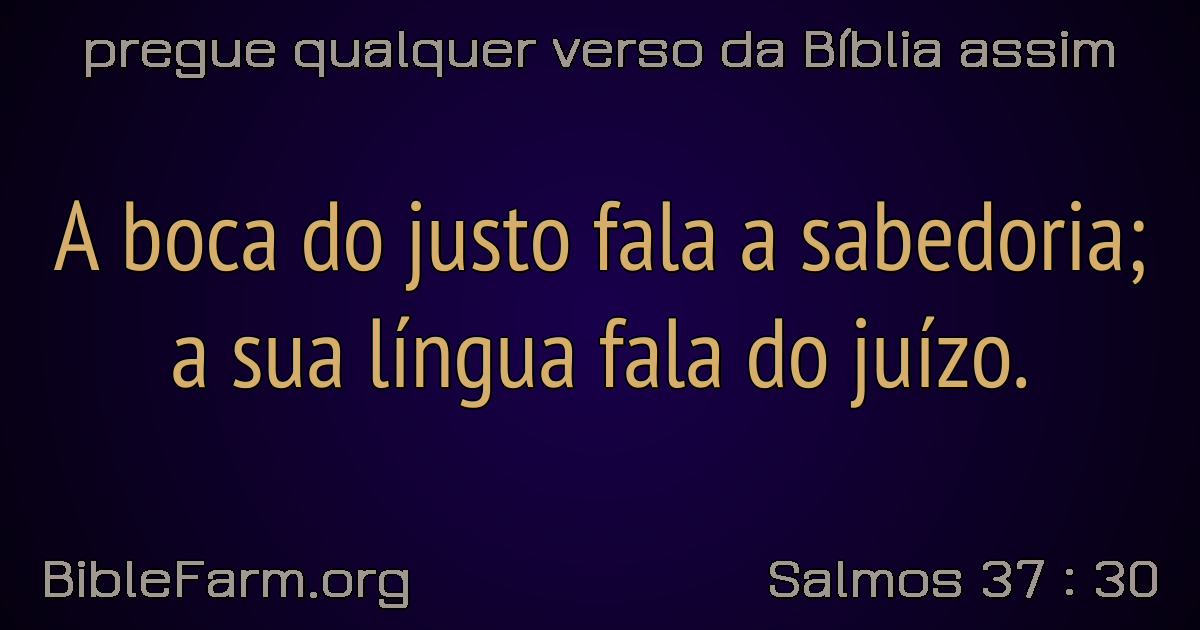 pregue qualquer verso da Bíblia assim
A boca do justo fala a sabedoria;
a sua língua fala do juízo.
BibleFarm.org
Salmos 37 : 30